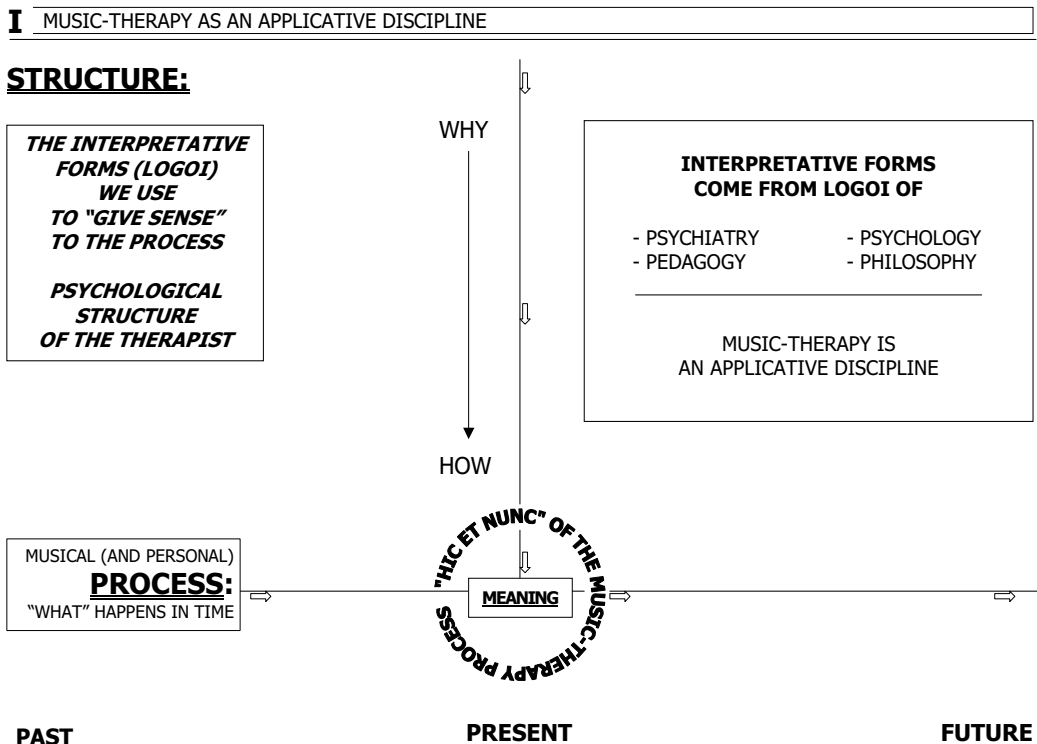 I MUSIC-THERAPY AS AN APPLICATIVE DISCIPLINE
STRUCTURE:
THE INTERPRETATIVE
FORMS (LOGOI)
WE USE
TO “GIVE SENSE”
TO THE PROCESS
PSYCHOLOGICAL
STRUCTURE
OF THE THERAPIST
WHY
HOW
INTERPRETATIVE FORMS
COME FROM LOGOI OF
- PSYCHIATRY - PSYCHOLOGY
- PEDAGOGY - PHILOSOPHY
MUSIC-THERAPY IS
AN APPLICATIVE DISCIPLINE
MUSICAL (AND PERSONAL)
PROCESS:
“WHAT” HAPPENS IN TIME
"HIC ET NUNC" OF THE MUSIC-THERAPY PROCESS
MEANING
PAST PRESENT FUTURE